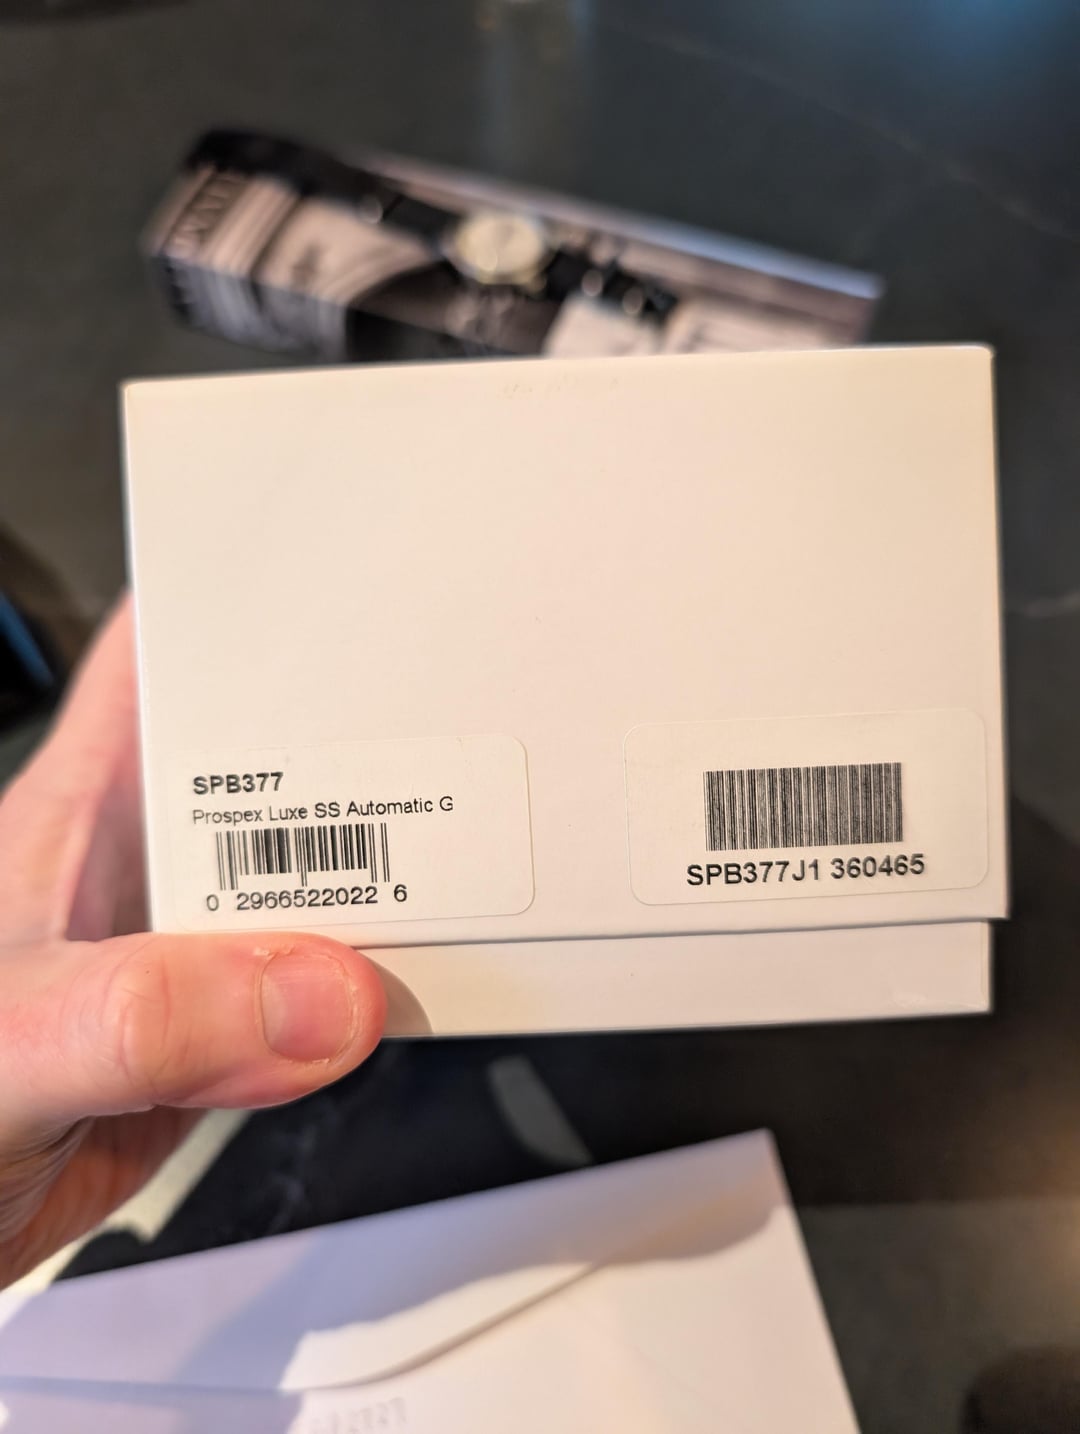 SPB377
Prospex Luxe SS Automatic G
0 2966522022 6
SPB377J1 360465